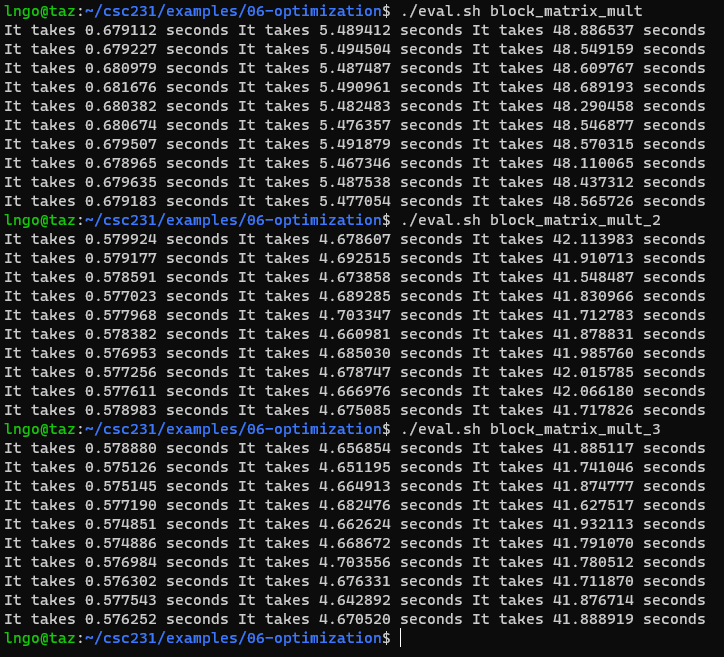 lngo@taz:~/csc231/examples/06-optimization$ ./eval.sh block_matrix_mult
It takes 0.679112 seconds It takes 5.489412 seconds It takes 48.886537 seconds
It takes 0.679227 seconds It takes 5.494504 seconds It takes 48.549159 seconds
It takes 0.680979 seconds It takes 5.487487 seconds It takes 48.609767 seconds
It takes 0.681676 seconds It takes 5.490961 seconds It takes 48.689193 seconds
It takes 0.680382 seconds It takes 5.482483 seconds It takes 48.290458 seconds
It takes 0.680674 seconds It takes 5.476357 seconds It takes 48.546877 seconds
It takes 0.679507 seconds It takes 5.491879 seconds It takes 48.570315 seconds
It takes 0.678965 seconds It takes 5.467346 seconds It takes 48.110065 seconds
It takes 0.679635 seconds It takes 5.487538 seconds It takes 48.437312 seconds
It takes 0.679183 seconds It takes 5.477054 seconds It takes 48.565726 seconds
lngo@taz:~/csc231/examples/06-optimization$ ./eval.sh block_matrix_mult_2
It takes 0.579924 seconds It takes 4.678607 seconds It takes 42.113983 seconds
It takes 0.579177 seconds It takes 4.692515 seconds It takes 41.910713 seconds
It takes 0.578591 seconds It takes 4.673858 seconds It takes 41.548487 seconds
It takes 0.577023 seconds It takes 4.689285 seconds It takes 41.830966 seconds
It takes 0.577968 seconds It takes 4.703347 seconds It takes 41.712783 seconds
It takes 0.578382 seconds It takes 4.660981 seconds It takes 41.878831 seconds
It takes 0.576953 seconds It takes 4.685030 seconds It takes 41.985760 seconds
It takes 0.577256 seconds It takes 4.678747 seconds It takes 42.015785 seconds
It takes 0.577611 seconds It takes 4.666976 seconds It takes 42.066180 seconds
It takes 0.578983 seconds It takes 4.675085 seconds It takes 41.717826 seconds
lngo@taz:~/csc231/examples/06-optimization$ ./eval.sh block_matrix_mult_3
It takes 0.578880 seconds It takes 4.656854 seconds It takes 41.885117 seconds
It takes 0.575126 seconds It takes 4.651195 seconds It takes 41.741046 seconds
It takes 0.575145 seconds It takes 4.664913 seconds It takes 41.874777 seconds
It takes 0.577190 seconds It takes 4.682476 seconds It takes 41.627517 seconds
It takes 0.574851 seconds It takes 4.662624 seconds It takes 41.932113 seconds
It takes 0.574886 seconds It takes 4.668672 seconds It takes 41.791070 seconds
It takes 0.576984 seconds It takes 4.703556 seconds It takes 41.780512 seconds
It takes 0.576302 seconds It takes 4.676331 seconds It takes 41.711870 seconds
It takes 0.577543 seconds It takes 4.642892 seconds It takes 41.876714 seconds
It takes 0.576252 seconds It takes 4.670520 seconds It takes 41.888919 seconds
lngo@taz:~/csc231/examples/06-optimization$